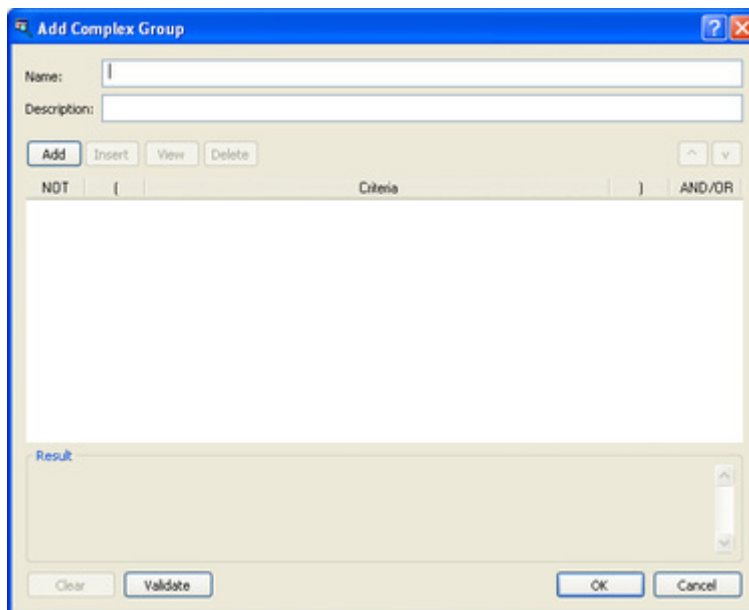 Add Complex Group ?
Name:
Description:
Add Insert View Delete ^ v
NOT ( Criteria ) AND/OR
Result
Clear Validate OK Cancel